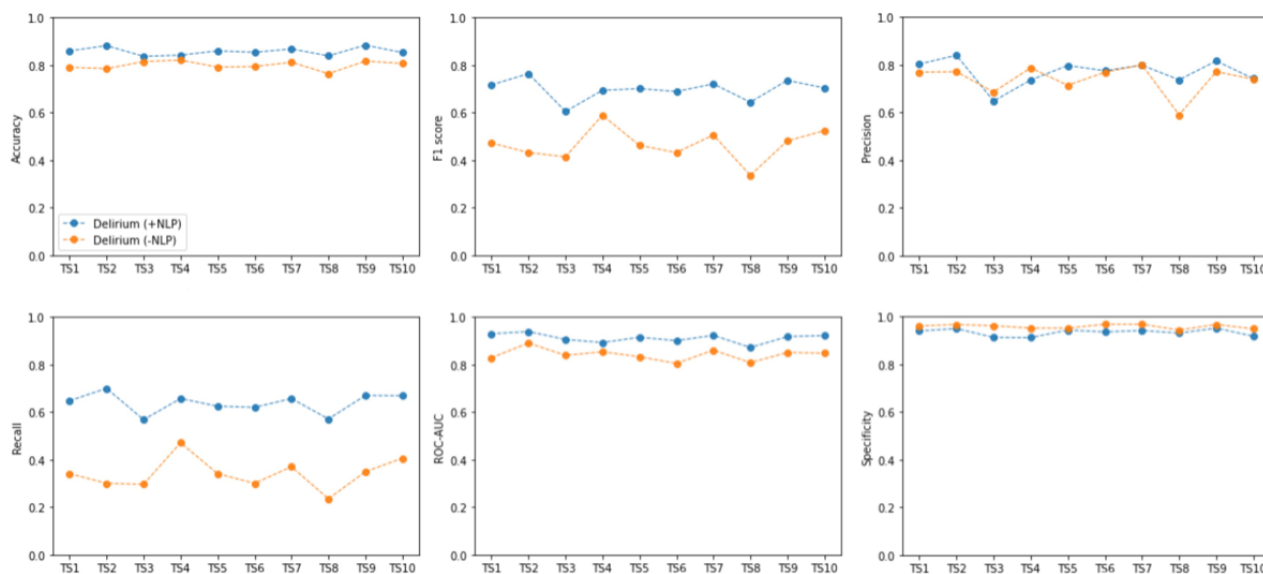 1.0
0.8
0.6
0.4
0.2
0.0
Accuracy
Delirium (+NLP)
Delirium (-NLP)
TS1 TS2 TS3 TS4 TS5 TS6 TS7 TS8 TS9 TS10
1.0
0.8
0.6
0.4
0.2
0.0
F1 score
TS1 TS2 TS3 TS4 TS5 TS6 TS7 TS8 TS9 TS10
1.0
0.8
0.6
0.4
0.2
0.0
Precision
TS1 TS2 TS3 TS4 TS5 TS6 TS7 TS8 TS9 TS10
1.0
0.8
0.6
0.4
0.2
0.0
Recall
TS1 TS2 TS3 TS4 TS5 TS6 TS7 TS8 TS9 TS10
1.0
0.8
0.6
0.4
0.2
0.0
ROC-AUC
TS1 TS2 TS3 TS4 TS5 TS6 TS7 TS8 TS9 TS10
1.0
0.8
0.6
0.4
0.2
0.0
Specificity
TS1 TS2 TS3 TS4 TS5 TS6 TS7 TS8 TS9 TS10